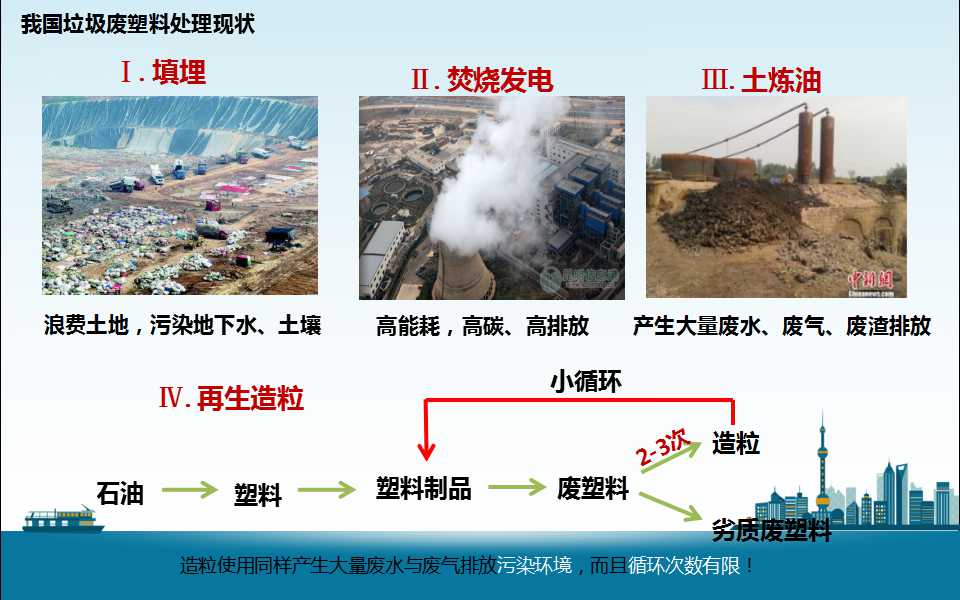 我国垃圾废塑料处理现状
Ⅰ.填埋
Ⅱ.焚烧发电
Ⅲ.土炼油
中新网
Chinanews.com
浪费土地，污染地下水、土壤
高能耗，高碳、高排放
产生大量废水、废气、废渣排放
Ⅳ.再生造粒
小循环
2-3次
造粒
石油
塑料
塑料制品
废塑料
劣质废塑料
造粒使用同样产生大量废水与废气排放污染环境，而且循环次数有限！